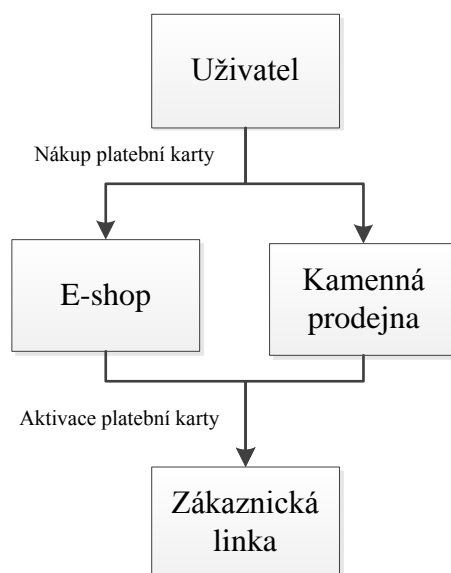 Uživatel
Nákup platební karty
E-shop
Kamenná
prodejna
Aktivace platební karty
Zákaznická
linka